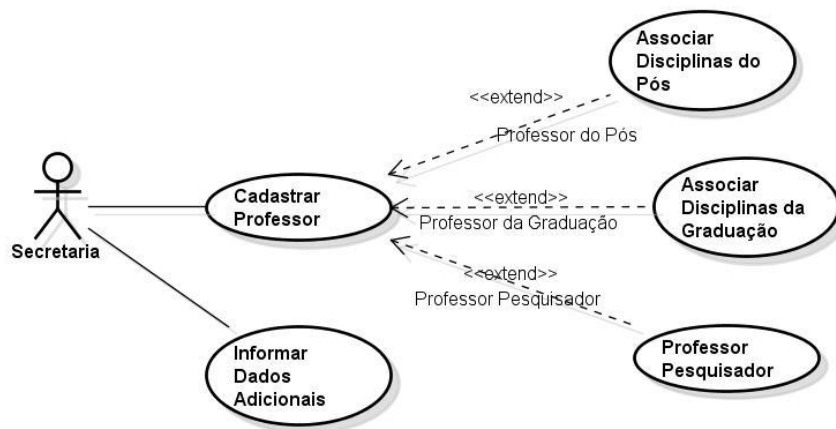 Associar
Disciplinas do
Pós
<<extend>>
Professor do Pós
Cadastrar
Professor
<<extend>>
Professor da Graduação
Associar
Disciplinas da
Graduação
Secretaria
<<extend>>
Professor Pesquisador
Professor
Pesquisador
Informar
Dados
Adicionais